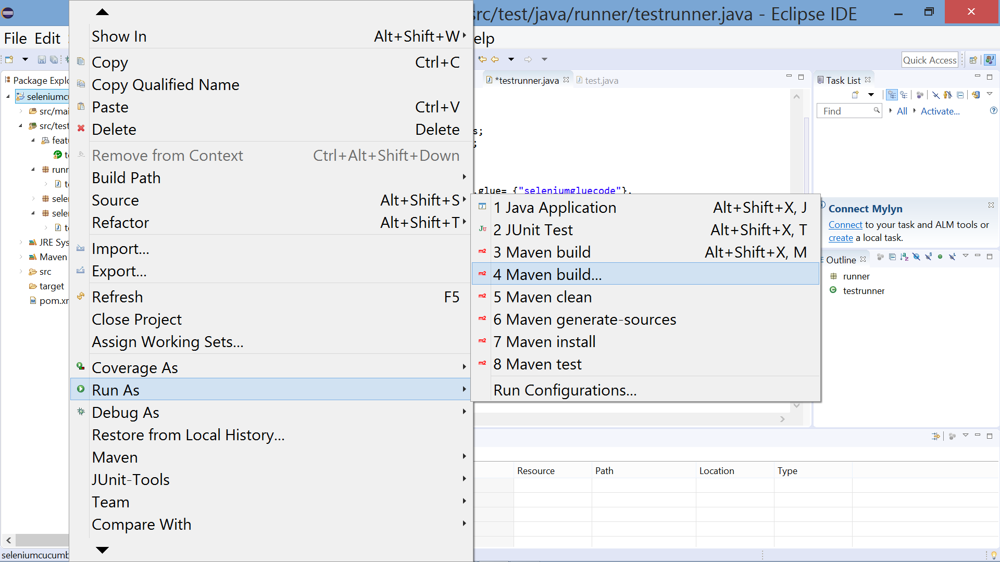 src/test/java/runner/testrunner.java - Eclipse IDE
File Edit
elp
Quick Access
Package Explo
*testrunner.java
test.java
Task List
seleniumcu
src/mai
src/test
featu
te
runn
te
sele
sele
te
JRE Sys
Maven
src
target
pom.xm
seleniumcucumb
Show In Alt+Shift+W
Copy Ctrl+C
Copy Qualified Name
Paste Ctrl+V
Delete Delete
Remove from Context Ctrl+Alt+Shift+Down
Build Path
Source Alt+Shift+S
Refactor Alt+Shift+T
Import...
Export...
Refresh F5
Close Project
Assign Working Sets...
Coverage As
Run As
Debug As
Restore from Local History...
Maven
JUnit-Tools
Team
Compare With
s;
;
,glue= {"seleniumgluecode"},
1 Java Application Alt+Shift+X, J
2 JUnit Test Alt+Shift+X, T
3 Maven build Alt+Shift+X, M
4 Maven build...
5 Maven clean
6 Maven generate-sources
7 Maven install
8 Maven test
Run Configurations...
Find
All
Activate...
Connect Mylyn
Connect to your task and ALM tools or
create a local task.
Outline
runner
testrunner
Resource Path Location Type